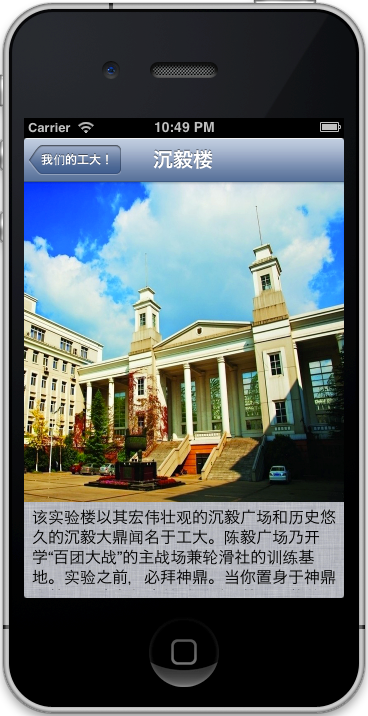 Carrier 10:49 PM
我们的工大！ 沉毅楼
该实验楼以其宏伟壮观的沉毅广场和历史悠
久的沉毅大鼎闻名于工大。陈毅广场乃开
学“百团大战”的主战场兼轮滑社的训练基
地。实验之前，必拜神鼎。当你置身于神鼎